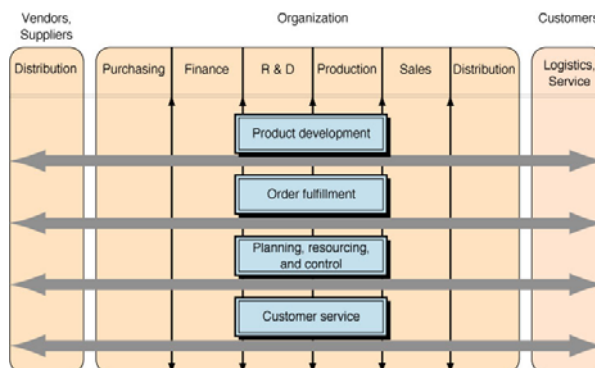 Vendors,
Suppliers
Organization
Customers
Distribution
Purchasing
Finance
R & D
Production
Sales
Distribution
Logistics,
Service
Product development
Order fulfillment
Planning, resourcing,
and control
Customer service